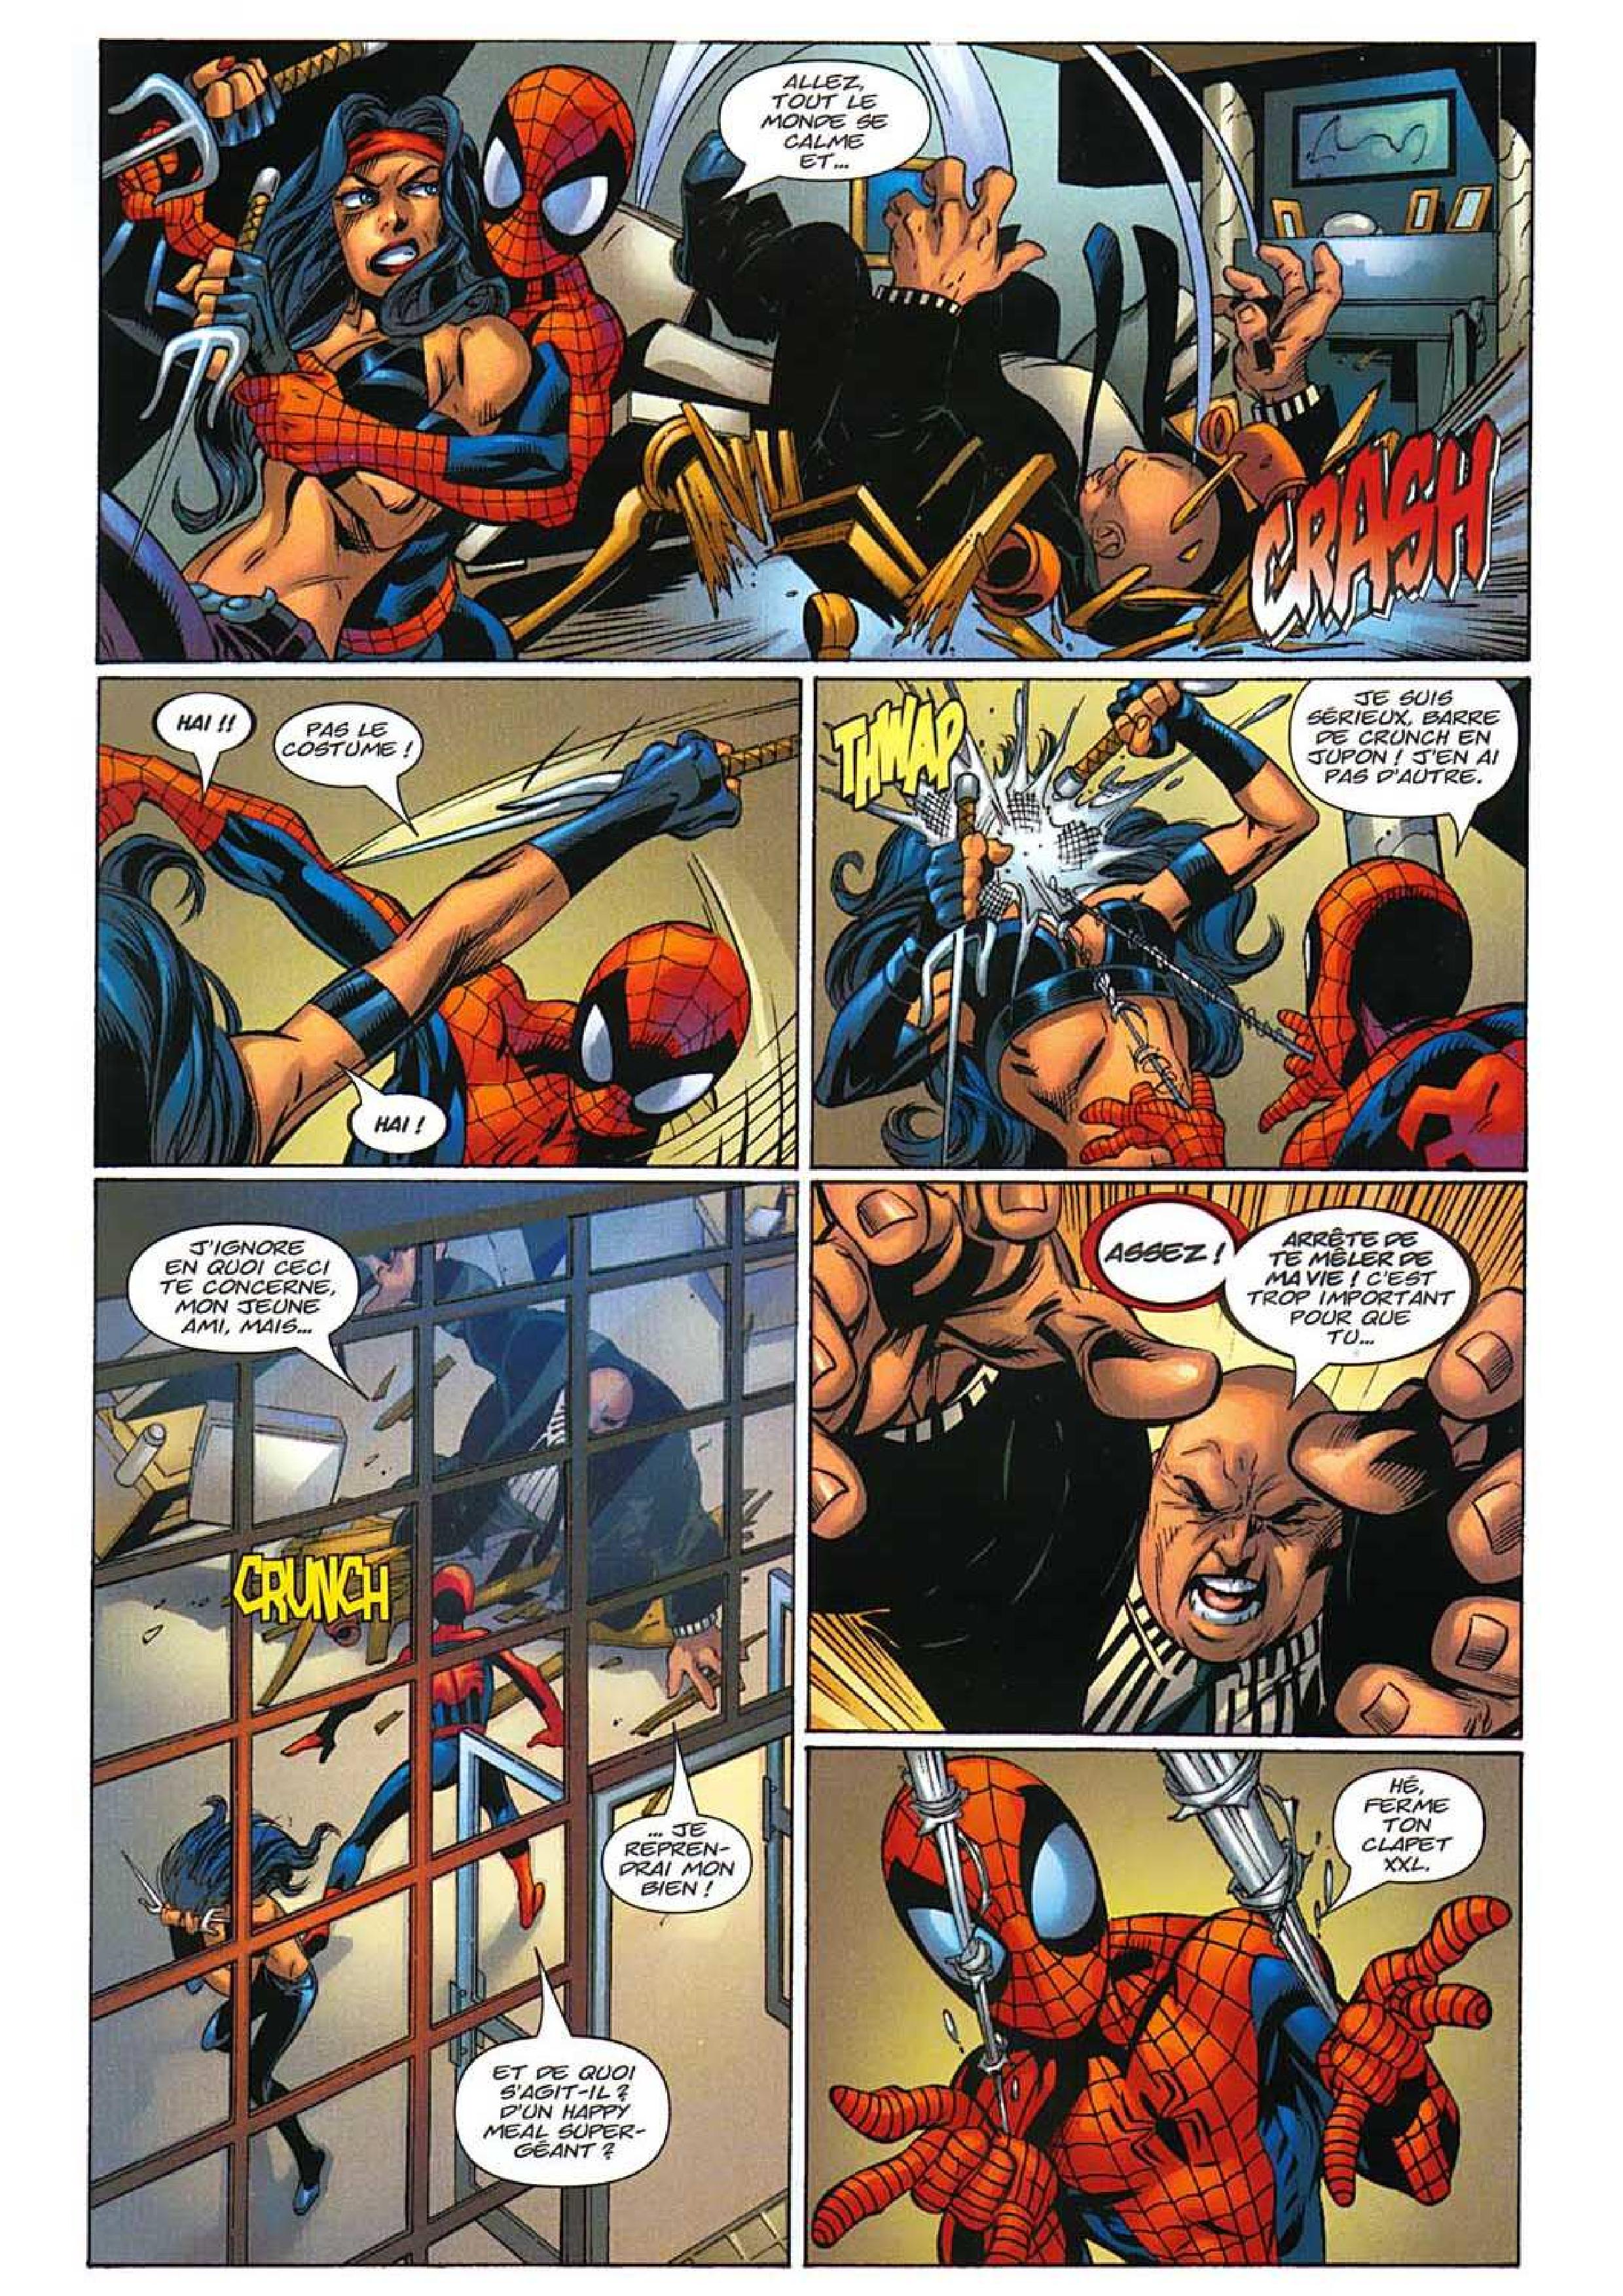 ALLEZ,
TOUT LE
MONDE SE
CALME
ET...
CRASH
HAI !!
PAS LE
COSTUME !
HAI !
THWAP
JE SUIS
SÉRIEUX, BARRE
DE CRUNCH EN
JUPON ! J'EN AI
PAS D'AUTRE.
J'IGNORE
EN QUOI CECI
TE CONCERNE,
MON JEUNE
AMI, MAIS...
CRUNCH
... JE
REPREN-
DRAI MON
BIEN !
ET DE QUOI
S'AGIT-IL ?
D'UN HAPPY
MEAL SUPER-
GÉANT ?
ASSEZ !
ARRÊTE DE
TE MÊLER DE
MA VIE ! C'EST
TROP IMPORTANT
POUR QUE
TU...
HÉ,
FERME
TON
CLAPET
XXL.